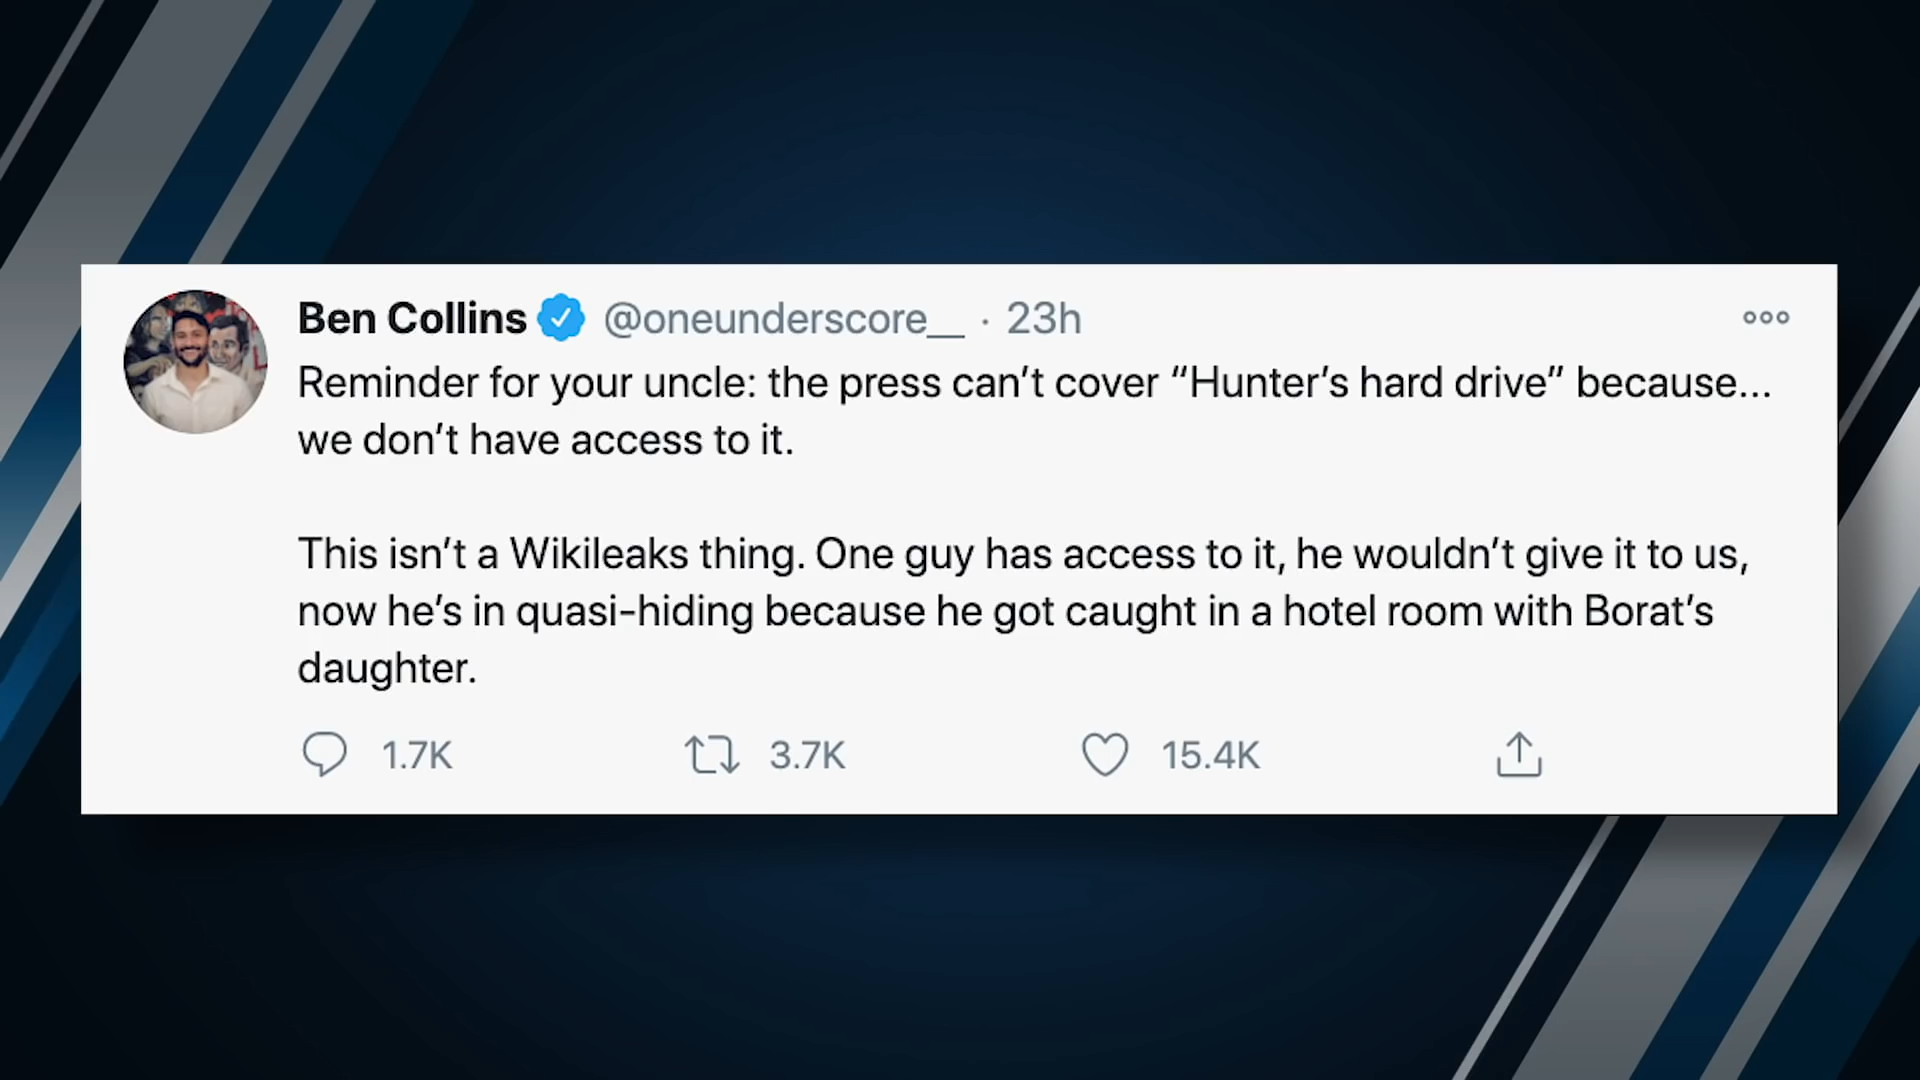 Ben Collins @oneunderscore__ · 23h
Reminder for your uncle: the press can’t cover “Hunter’s hard drive” because...
we don’t have access to it.
This isn’t a Wikileaks thing. One guy has access to it, he wouldn’t give it to us,
now he’s in quasi-hiding because he got caught in a hotel room with Borat’s
daughter.
1.7K 3.7K 15.4K